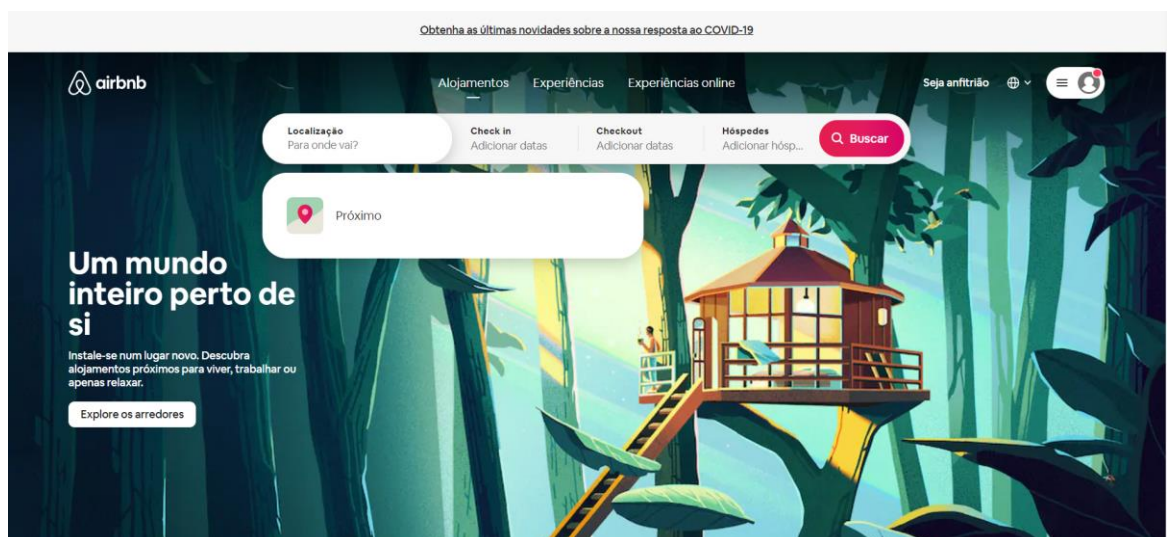 Obtenha as últimas novidades sobre a nossa resposta ao COVID-19
airbnb
Alojamentos Experiências Experiências online
Seja anfitrião
Localização
Para onde vai?
Check in
Adicionar datas
Checkout
Adicionar datas
Hóspedes
Adicionar hósp...
Buscar
Próximo
Um mundo
inteiro perto de
si
Instale-se num lugar novo. Descubra
alojamentos próximos para viver, trabalhar ou
apenas relaxar.
Explore os arredores